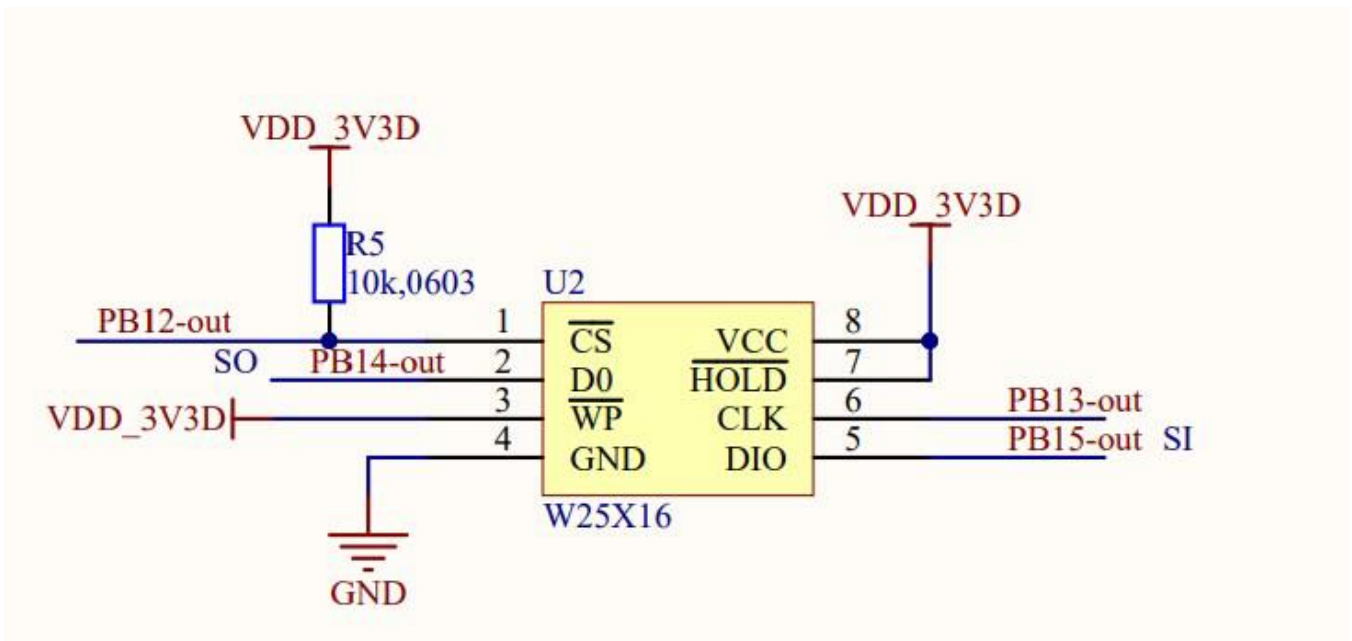 VDD_3V3D
VDD_3V3D
R5
10k,0603
U2
PB12-out
1
CS
VCC
8
SO
PB14-out
2
D0
HOLD
7
VDD_3V3D
3
WP
CLK
6
PB13-out
4
GND
DIO
5
PB15-out SI
W25X16
GND